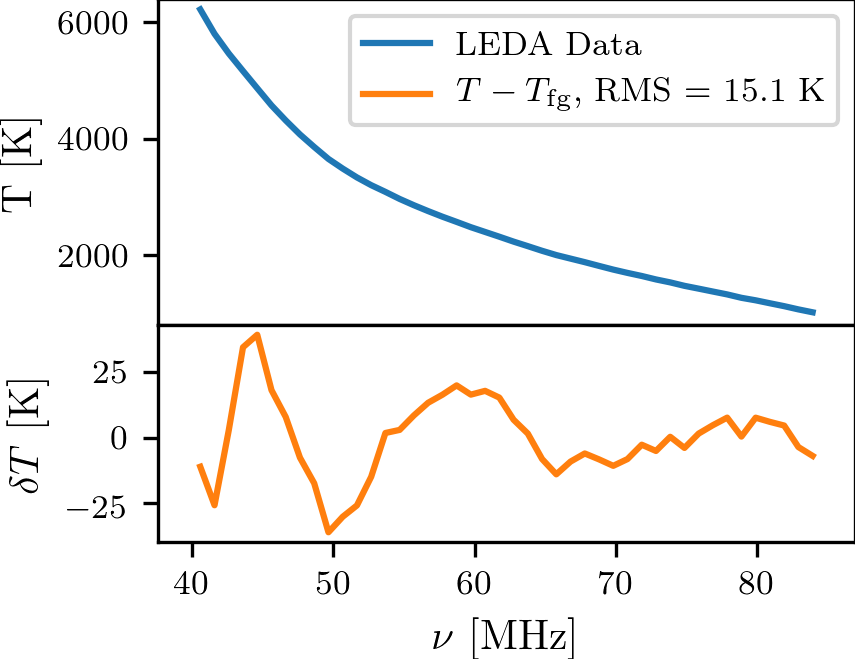 6000
4000
2000
T [K]
LEDA Data
T − T_fg, RMS = 15.1 K
25
0
−25
δT [K]
40 50 60 70 80
ν [MHz]